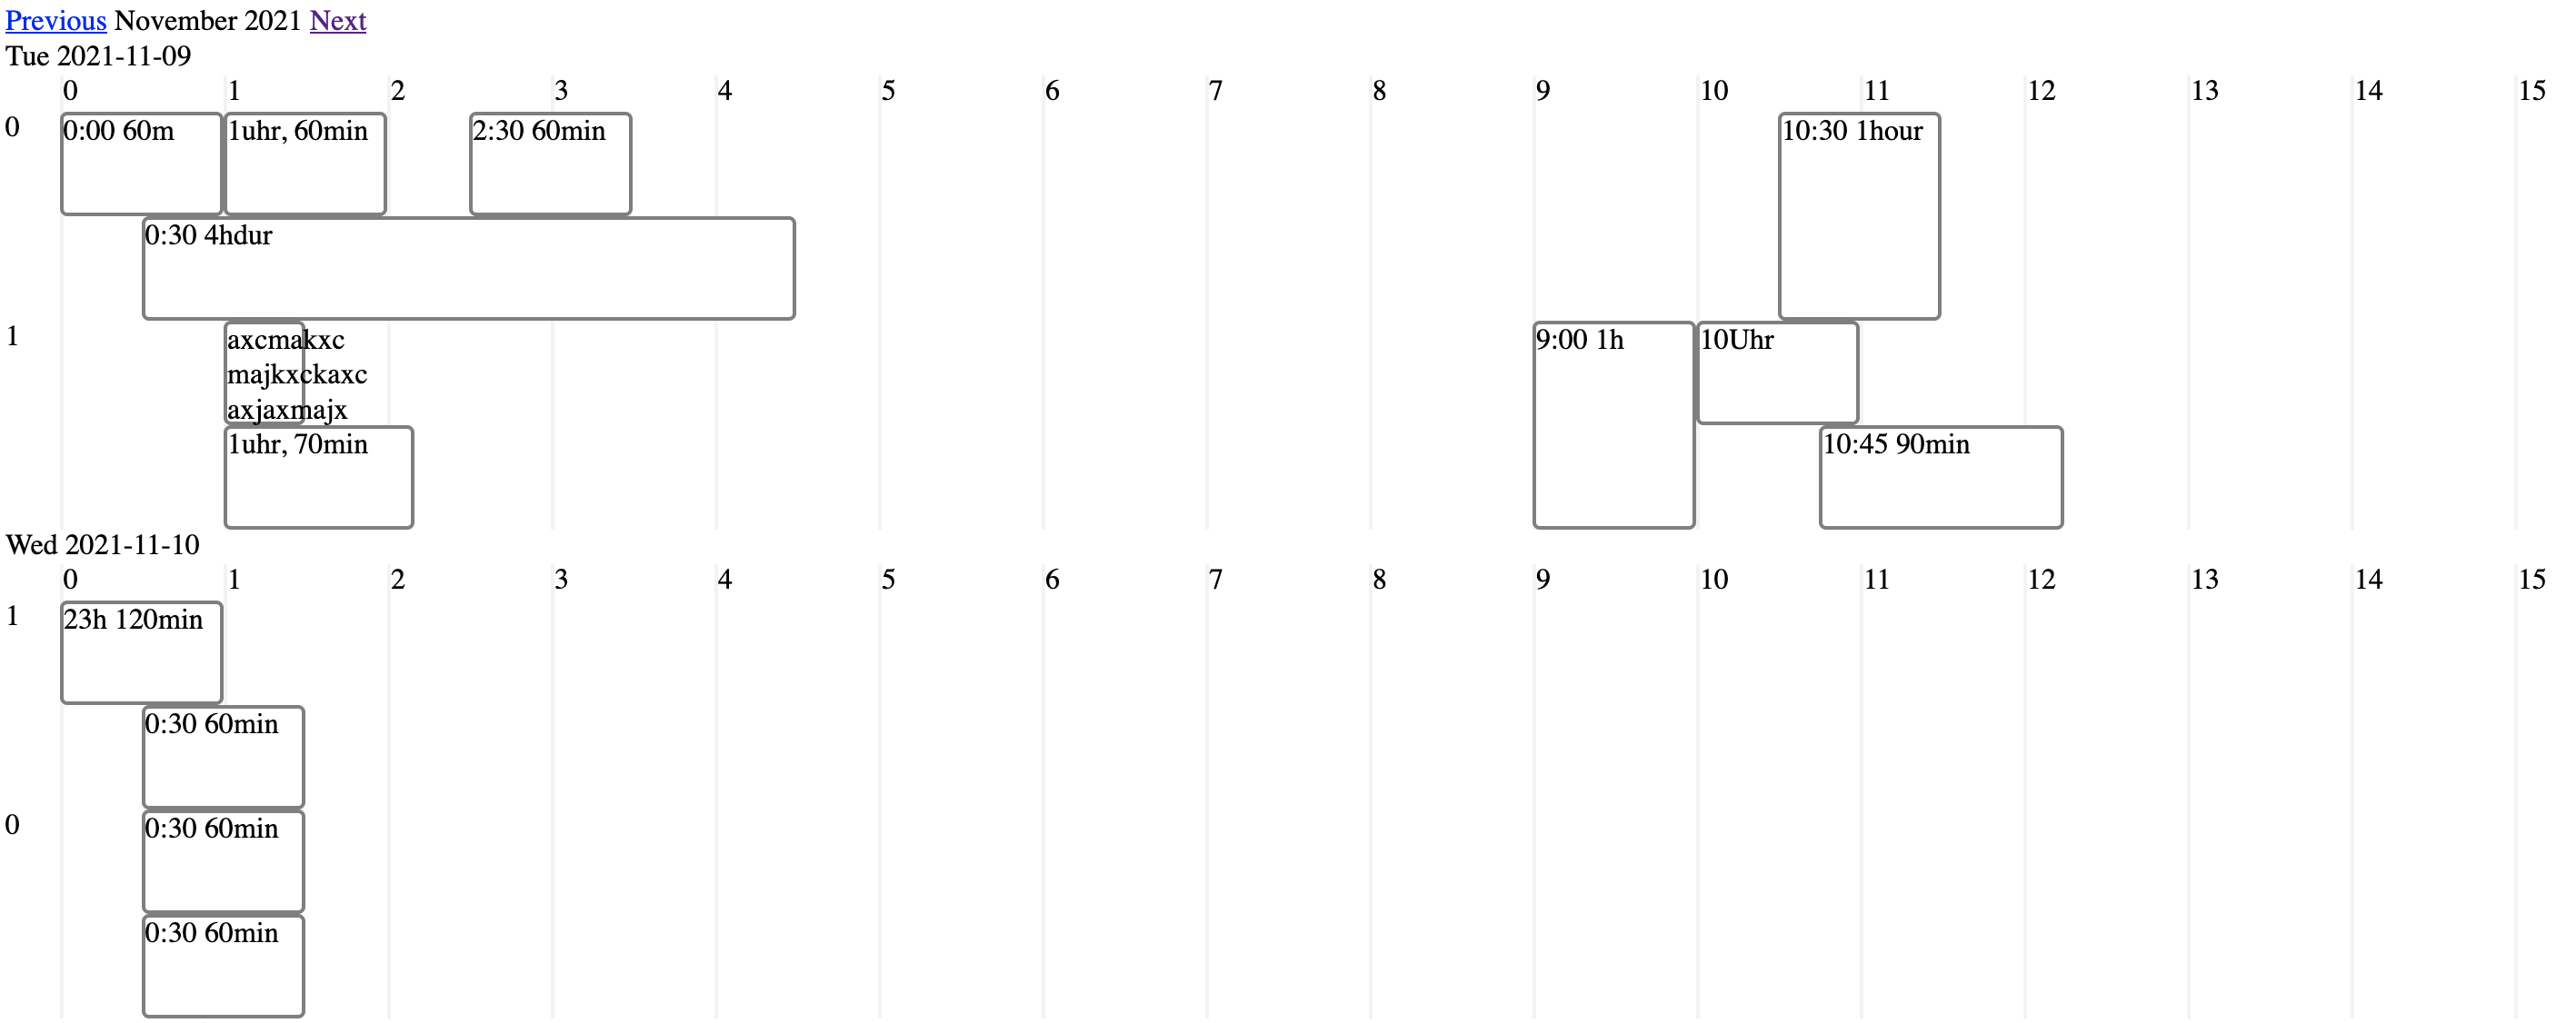 Previous November 2021 Next
Tue 2021-11-09
0 1 2 3 4 5 6 7 8 9 10 11 12 13 14 15
0
0:00 60m
1uhr, 60min
2:30 60min
10:30 1hour
0:30 4hdur
1
axcmakxc
majkxckaxc
axjaxmajx
9:00 1h
10Uhr
1uhr, 70min
10:45 90min
Wed 2021-11-10
0 1 2 3 4 5 6 7 8 9 10 11 12 13 14 15
1
23h 120min
0:30 60min
0
0:30 60min
0:30 60min